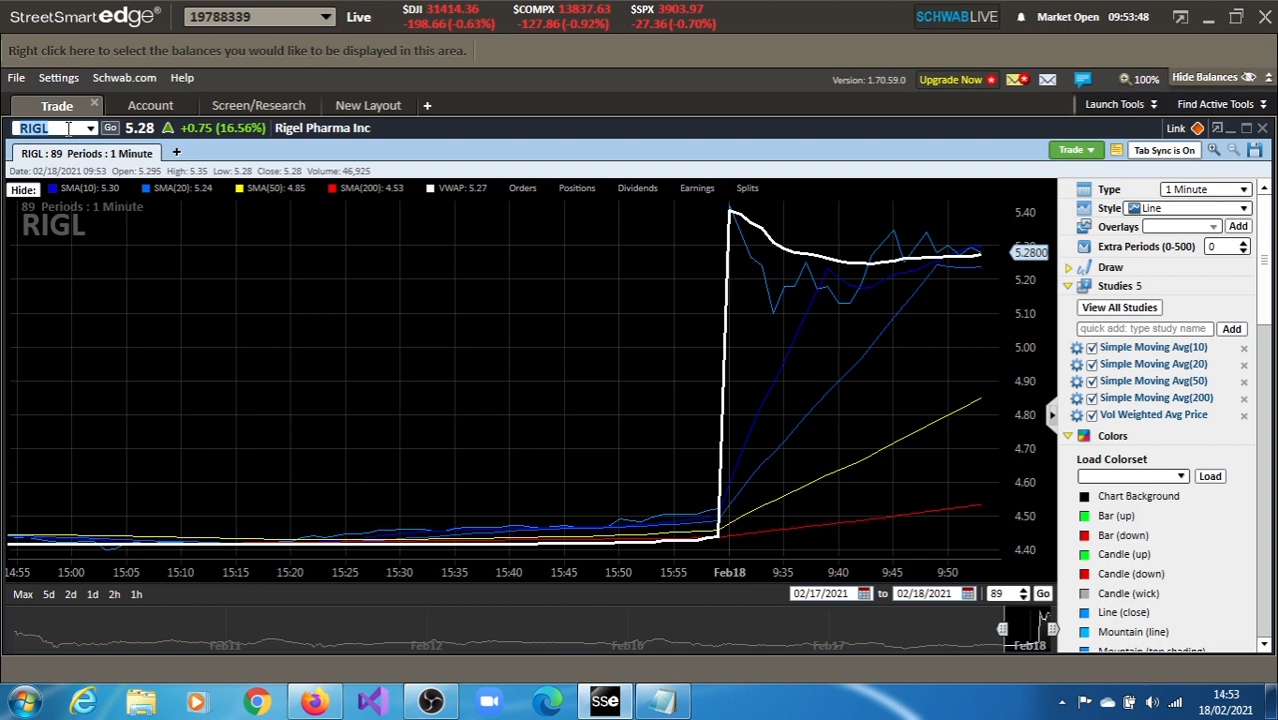 StreetSmart edge 19788339 Live $DJI 31414.36 $COMPX 13837.63 $SPX 3903.97 SCHWABLIVE Market Open 09:53:48
-198.66 (-0.63%) -127.86 (-0.92%) -27.36 (-0.70%)
Right click here to select the balances you would like to be displayed in this area.
File Settings Schwab.com Help Version: 1.70.59.0 Upgrade Now 100% Hide Balances
Trade Account Screen/Research New Layout + Launch Tools Find Active Tools
RIGL Go 5.28 +0.75 (16.56%) Rigel Pharma Inc Link
RIGL : 89 Periods : 1 Minute + Trade Tab Sync is On
Date: 02/18/2021 09:53 Open: 5.295 High: 5.35 Low: 5.28 Close: 5.28 Volume: 46,925
Hide: SMA(10): 5.30 SMA(20): 5.24 SMA(50): 4.85 SMA(200): 4.53 VWAP: 5.27 Orders Positions Dividends Earnings Splits
89 Periods : 1 Minute
RIGL
5.40
5.2800
5.20
5.10
5.00
4.90
4.80
4.70
4.60
4.50
4.40
14:55 15:00 15:05 15:10 15:15 15:20 15:25 15:30 15:35 15:40 15:45 15:50 15:55 Feb18 9:35 9:40 9:45 9:50
Max 5d 2d 1d 2h 1h 02/17/2021 to 02/18/2021 89 Go
Feb11 Feb12 Feb16 Feb17 Feb18
Type 1 Minute
Style Line
Overlays Add
Extra Periods (0-500) 0
Draw
Studies 5
View All Studies
quick add: type study name Add
Simple Moving Avg(10)
Simple Moving Avg(20)
Simple Moving Avg(50)
Simple Moving Avg(200)
Vol Weighted Avg Price
Colors
Load Colorset
Load
Chart Background
Bar (up)
Bar (down)
Candle (up)
Candle (down)
Candle (wick)
Line (close)
Mountain (line)
Mountain (top shading)
sse
14:53
18/02/2021